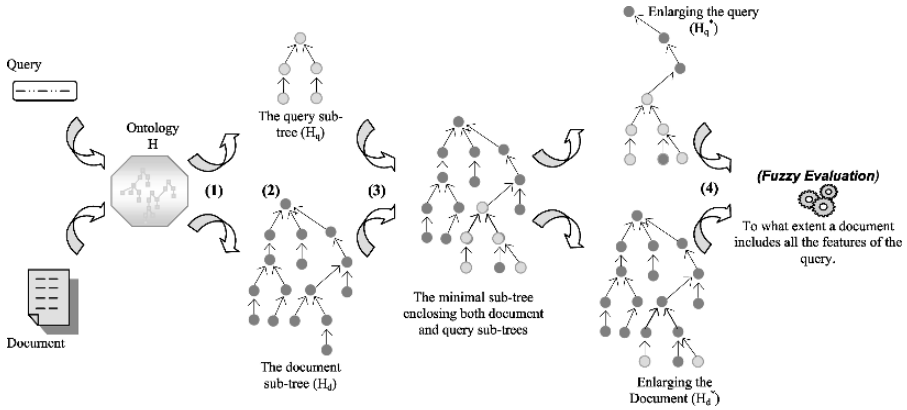 Query
Document
Ontology
H
(1)
The query sub-
tree (Hq)
(2)
The document
sub-tree (Hd)
(3)
The minimal sub-tree
enclosing both document
and query sub-trees
Enlarging the query
(Hq^)
Enlarging the
Document (Hdˇ)
(4)
(Fuzzy Evaluation)
To what extent a document
includes all the features of the
query.